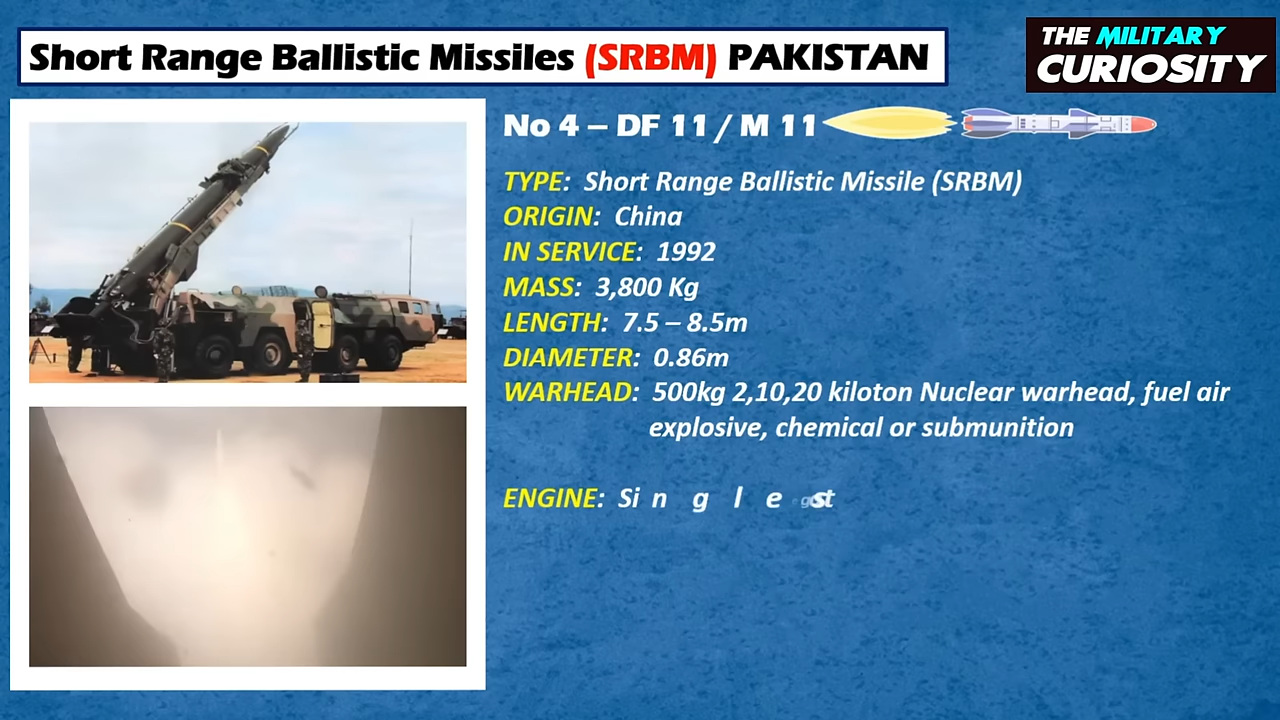 Short Range Ballistic Missiles (SRBM) PAKISTAN
THE MILITARY
CURIOSITY
No 4 – DF 11 / M 11
TYPE: Short Range Ballistic Missile (SRBM)
ORIGIN: China
IN SERVICE: 1992
MASS: 3,800 Kg
LENGTH: 7.5 – 8.5m
DIAMETER: 0.86m
WARHEAD: 500kg 2,10,20 kiloton Nuclear warhead, fuel air
explosive, chemical or submunition
ENGINE: Single